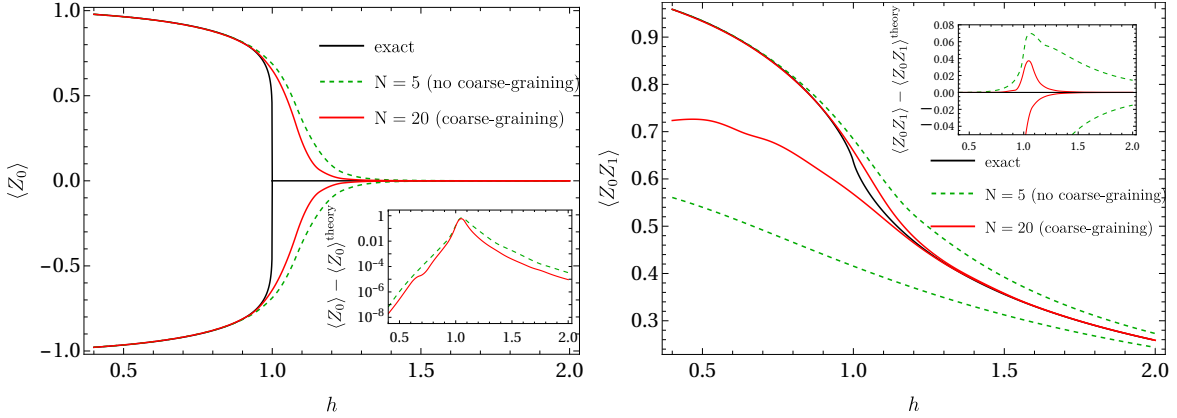 1.0
0.5
0.0
−0.5
−1.0
⟨Z₀⟩
exact
N = 5 (no coarse-graining)
N = 20 (coarse-graining)
⟨Z₀⟩ − ⟨Z₀⟩^theory
1
0.01
10⁻⁴
10⁻⁶
10⁻⁸
0.5 1.0 1.5 2.0
0.5 1.0 1.5 2.0
h
0.9
0.8
0.7
0.6
0.5
0.4
0.3
⟨Z₀Z₁⟩
⟨Z₀Z₁⟩ − ⟨Z₀Z₁⟩^theory
0.08
0.06
0.04
0.02
0.00
−
−0.04
0.5 1.0 1.5 2.0
exact
N = 5 (no coarse-graining)
N = 20 (coarse-graining)
0.5 1.0 1.5 2.0
h